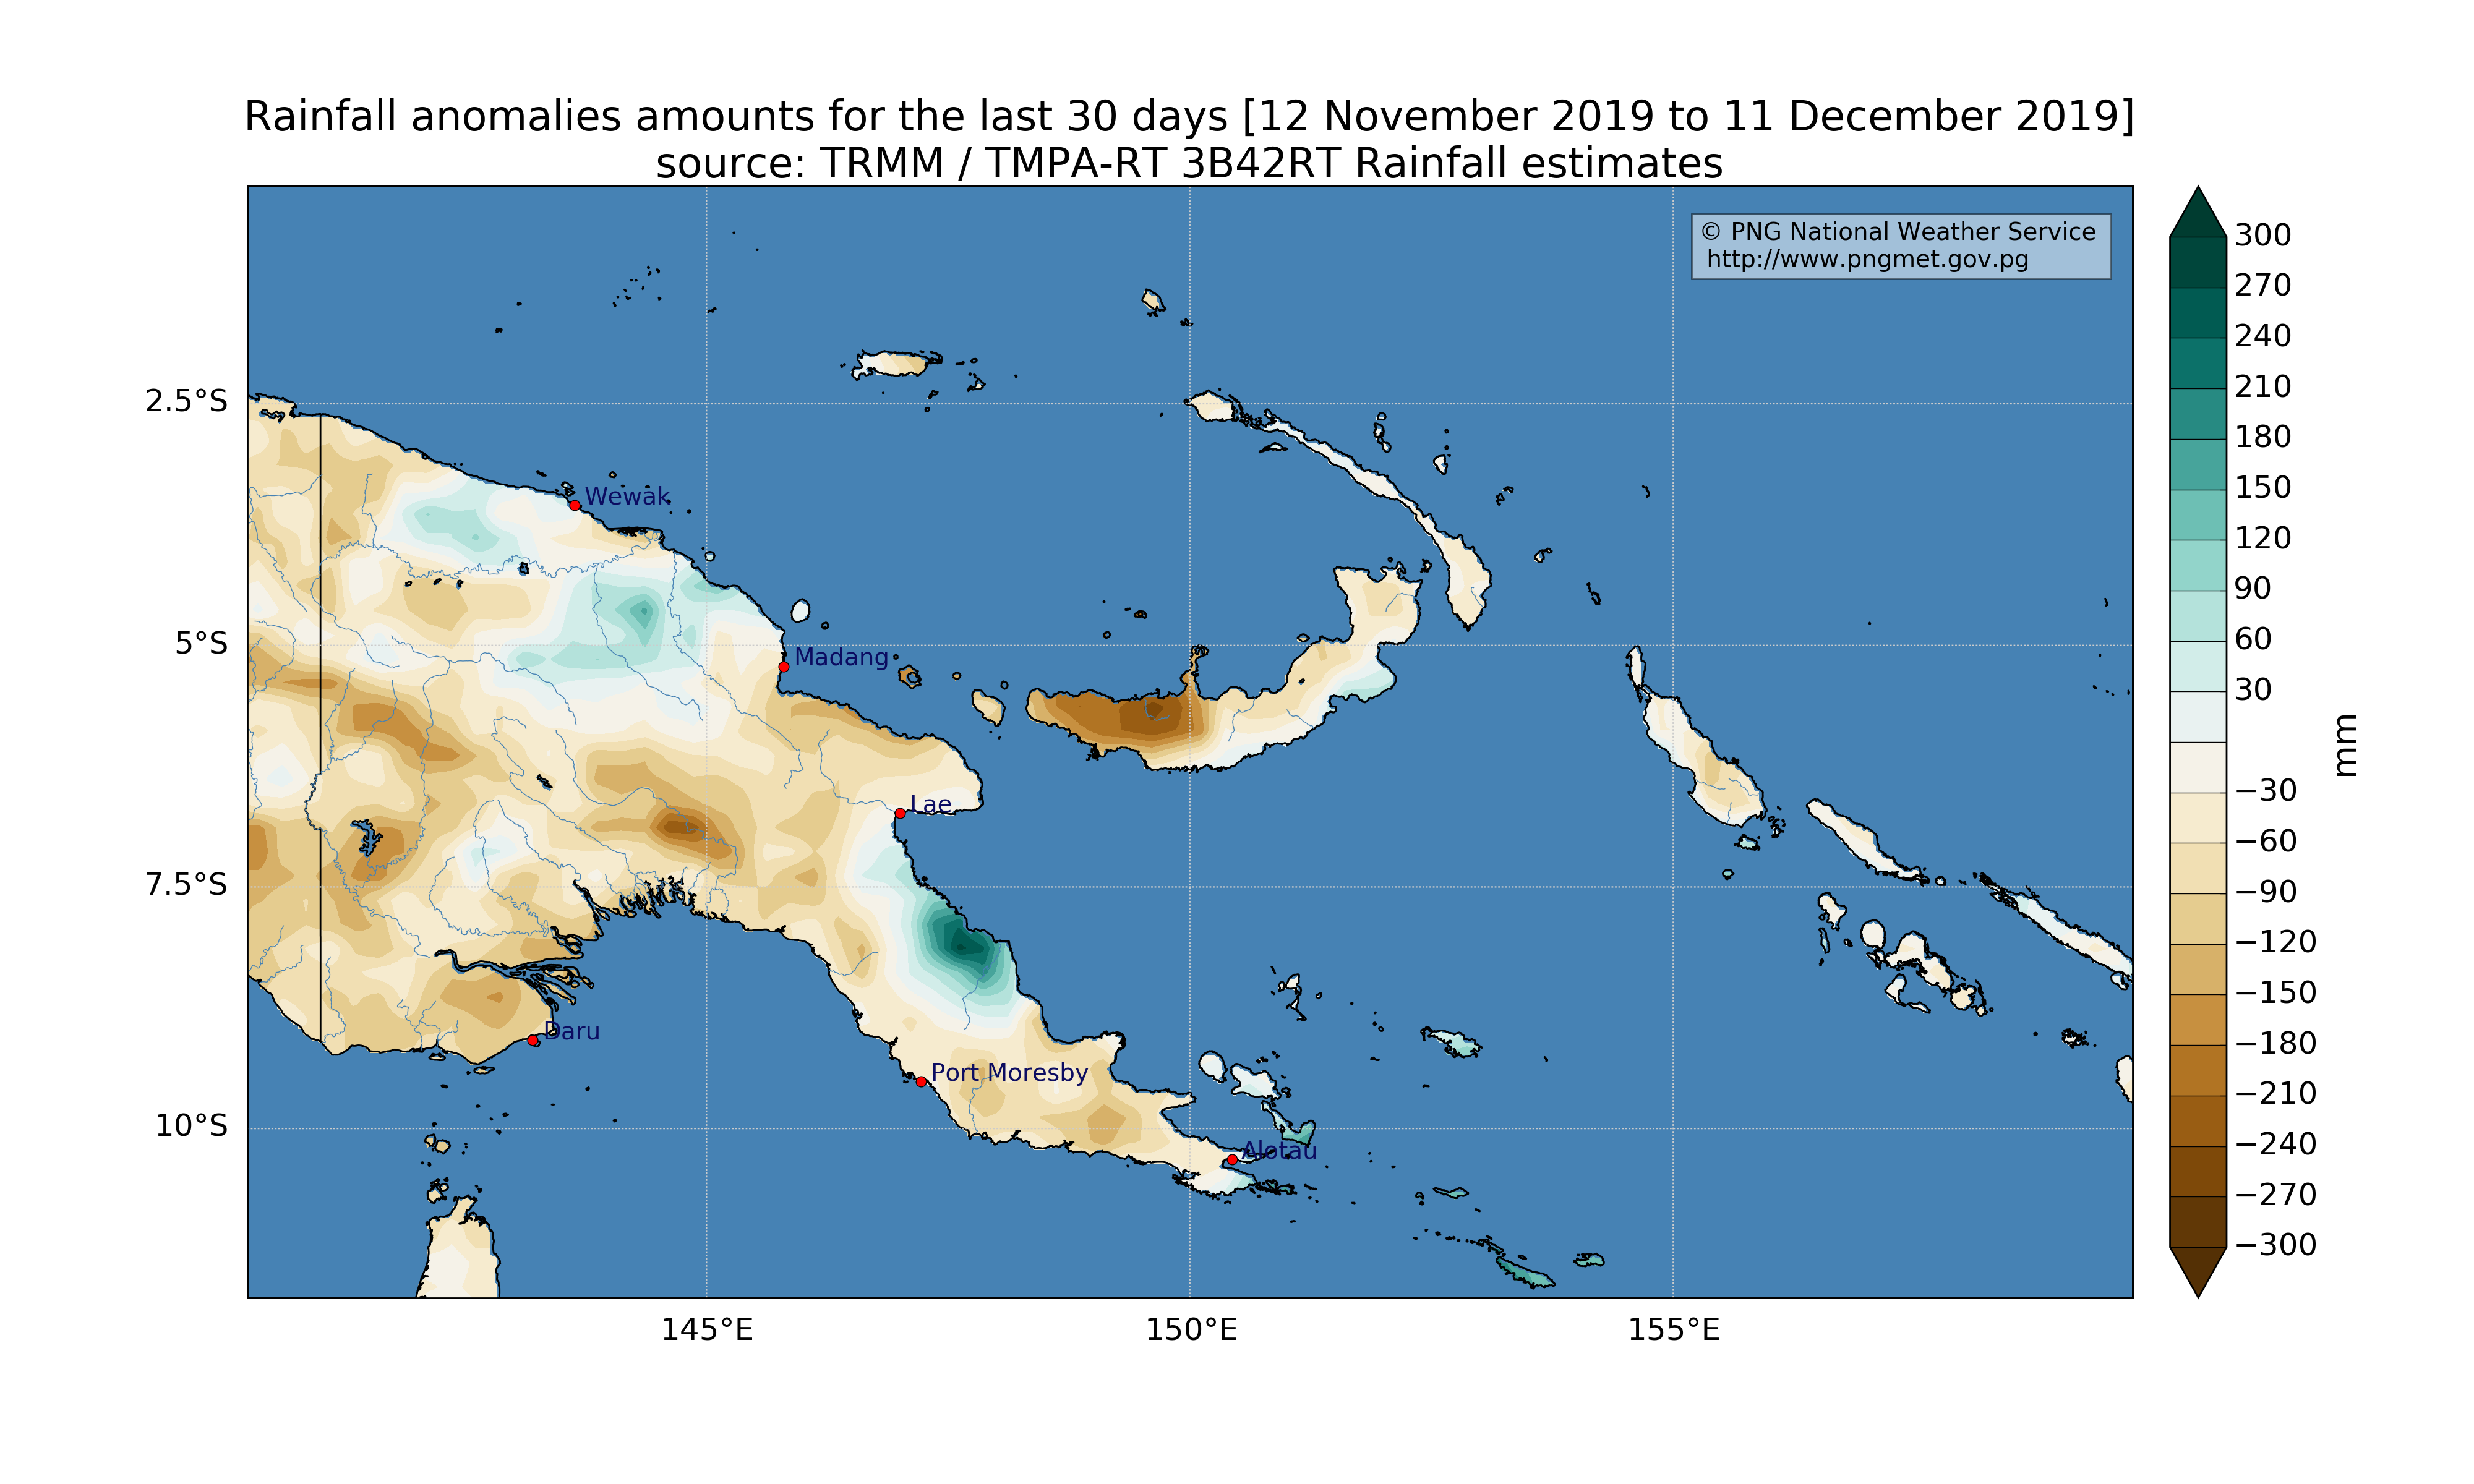 Rainfall anomalies amounts for the last 30 days [12 November 2019 to 11 December 2019]
source: TRMM / TMPA-RT 3B42RT Rainfall estimates
© PNG National Weather Service
http://www.pngmet.gov.pg
2.5°S
5°S
7.5°S
10°S
Wewak
Madang
Lae
Daru
Port Moresby
Alotau
145°E
150°E
155°E
300
270
240
210
180
150
120
90
60
30
−30
−60
−90
−120
−150
−180
−210
−240
−270
−300
mm